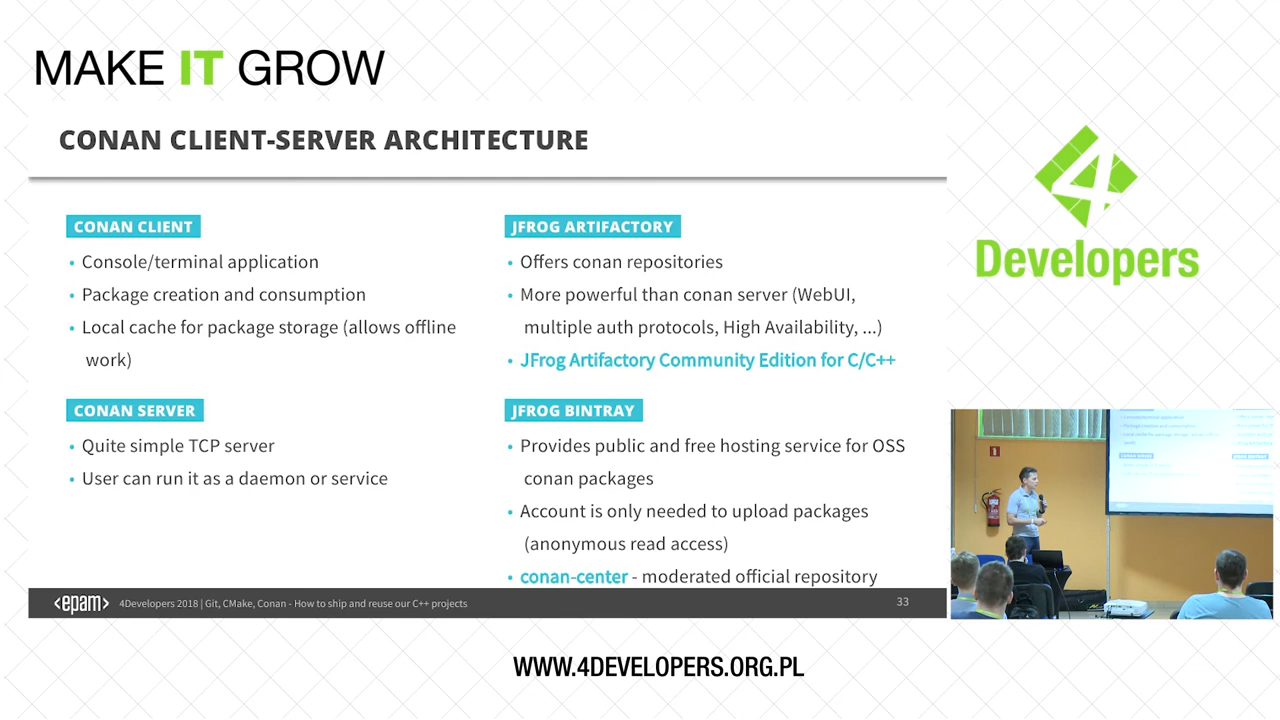 MAKE IT GROW
CONAN CLIENT-SERVER ARCHITECTURE
CONAN CLIENT
• Console/terminal application
• Package creation and consumption
• Local cache for package storage (allows offline
work)
CONAN SERVER
• Quite simple TCP server
• User can run it as a daemon or service
JFROG ARTIFACTORY
• Offers conan repositories
• More powerful than conan server (WebUI,
multiple auth protocols, High Availability, ...)
• JFrog Artifactory Community Edition for C/C++
JFROG BINTRAY
• Provides public and free hosting service for OSS
conan packages
• Account is only needed to upload packages
(anonymous read access)
• conan-center - moderated official repository
<epam> 4Developers 2018 | Git, CMake, Conan - How to ship and reuse our C++ projects 33
4
Developers
WWW.4DEVELOPERS.ORG.PL